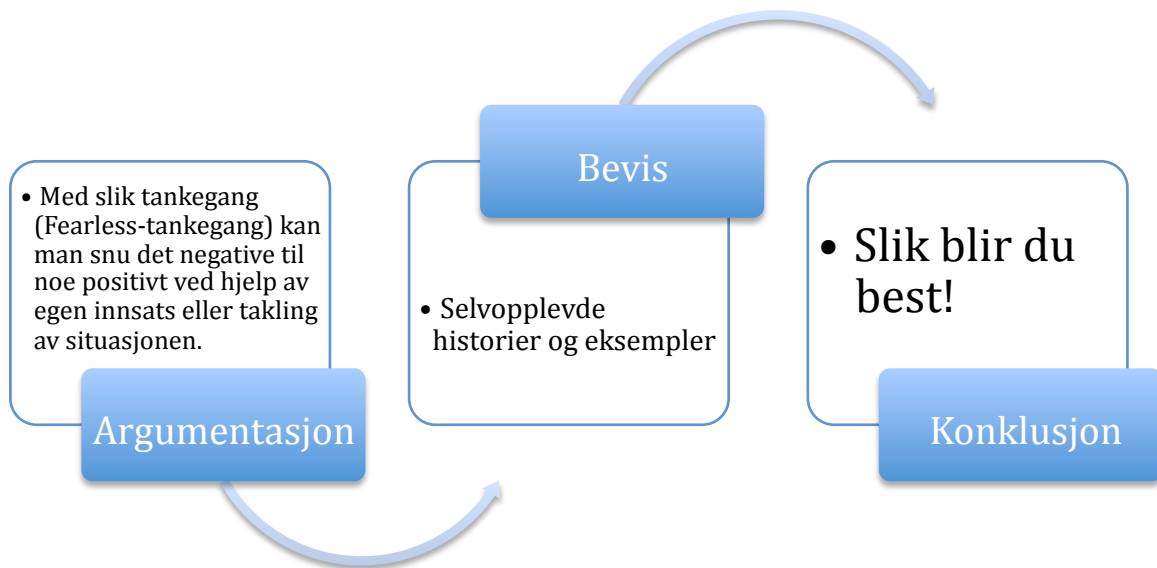 • Med slik tankegang
(Fearless-tankegang) kan
man snu det negative til
noe positivt ved hjelp av
egen innsats eller takling
av situasjonen.
Argumentasjon
Bevis
• Selvopplevde
historier og eksempler
• Slik blir du
best!
Konklusjon